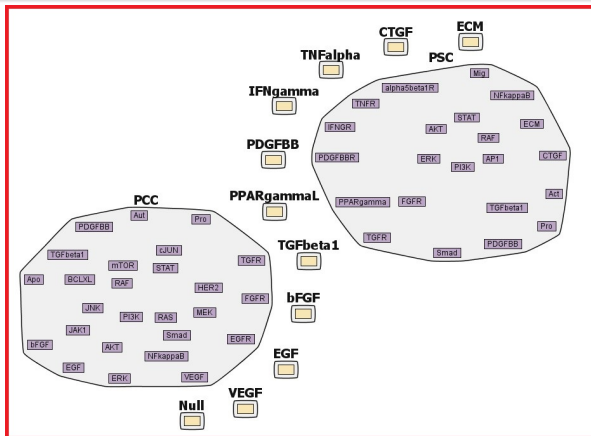 ECM
CTGF
PSC
TNFalpha
Mig
alpha5beta1R
IFNgamma
NFkappaB
TNFR
STAT
ECM
IFNGR
AKT
RAF
PDGFBB
PDGFBBR
ERK
AP1
CTGF
PI3K
PPARgammaL
PPARgamma
FGFR
Act
TGFbeta1
Pro
TGFR
PDGFBB
Smad
PCC
Aut
Pro
PDGFBB
TGFbeta1
cJUN
TGFbeta1
TGFR
mTOR
STAT
Apo
BCLXL
RAF
HER2
FGFR
bFGF
JNK
PI3K
RAS
MEK
JAK1
Smad
EGFR
bFGF
AKT
NFkappaB
EGF
EGF
ERK
VEGF
VEGF
Null